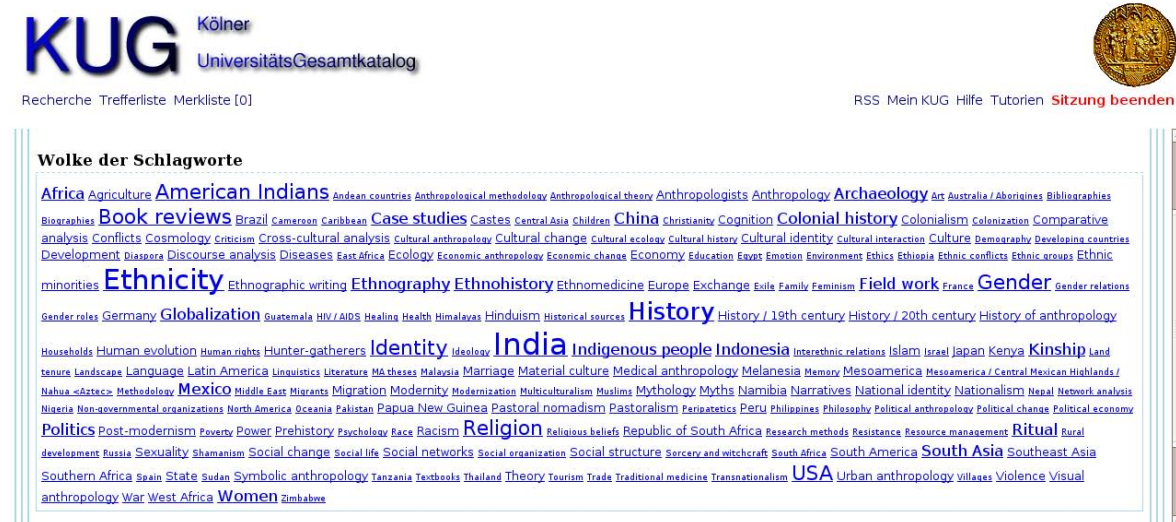 KUG Kölner
UniversitätsGesamtkatalog
Recherche Trefferliste Merkliste [0] RSS Mein KUG Hilfe Tutorien Sitzung beenden
Wolke der Schlagworte
Africa Agriculture American Indians Andean countries Anthropological methodology Anthropological theory Anthropologists Anthropology Archaeology Art Australia / Aborigines Bibliographies
Biographies Book reviews Brazil Cameroon Caribbean Case studies Castes Central Asia Children China Christianity Cognition Colonial history Colonialism Colonization Comparative
analysis Conflicts Cosmology Criticism Cross-cultural analysis Cultural anthropology Cultural change Cultural ecology Cultural history Cultural identity Cultural interaction Culture Demography Developing countries
Development Diaspora Discourse analysis Diseases East Africa Ecology Economic anthropology Economic change Economy Education Egypt Emotion Environment Ethics Ethiopia Ethnic conflicts Ethnic groups Ethnic
minorities Ethnicity Ethnographic writing Ethnography Ethnohistory Ethnomedicine Europe Exchange Exile Family Feminism Field work France Gender Gender relations
Gender roles Germany Globalization Guatemala HIV / AIDS Healing Health Himalayas Hinduism Historical sources History History / 19th century History / 20th century History of anthropology
Households Human evolution Human rights Hunter-gatherers Identity Ideology India Indigenous people Indonesia Interethnic relations Islam Israel Japan Kenya Kinship Land
tenure Landscape Language Latin America Linguistics Literature MA theses Malaysia Marriage Material culture Medical anthropology Melanesia Memory Mesoamerica Mesoamerica / Central Mexican Highlands /
Nahua <Aztec> Methodology Mexico Middle East Migrants Migration Modernity Modernization Multiculturalism Muslims Mythology Myths Namibia Narratives National identity Nationalism Nepal Network analysis
Nigeria Non-governmental organizations North America Oceania Pakistan Papua New Guinea Pastoral nomadism Pastoralism Peripatetics Peru Philippines Philosophy Political anthropology Political change Political economy
Politics Post-modernism Poverty Power Prehistory Psychology Race Racism Religion Religious beliefs Republic of South Africa Research methods Resistance Resource management Ritual Rural
development Russia Sexuality Shamanism Social change Social life Social networks Social organization Social structure Sorcery and witchcraft South Africa South America South Asia Southeast Asia
Southern Africa Spain State Sudan Symbolic anthropology Tanzania Textbooks Thailand Theory Tourism Trade Traditional medicine Transnationalism USA Urban anthropology Villages Violence Visual
anthropology War West Africa Women Zimbabwe